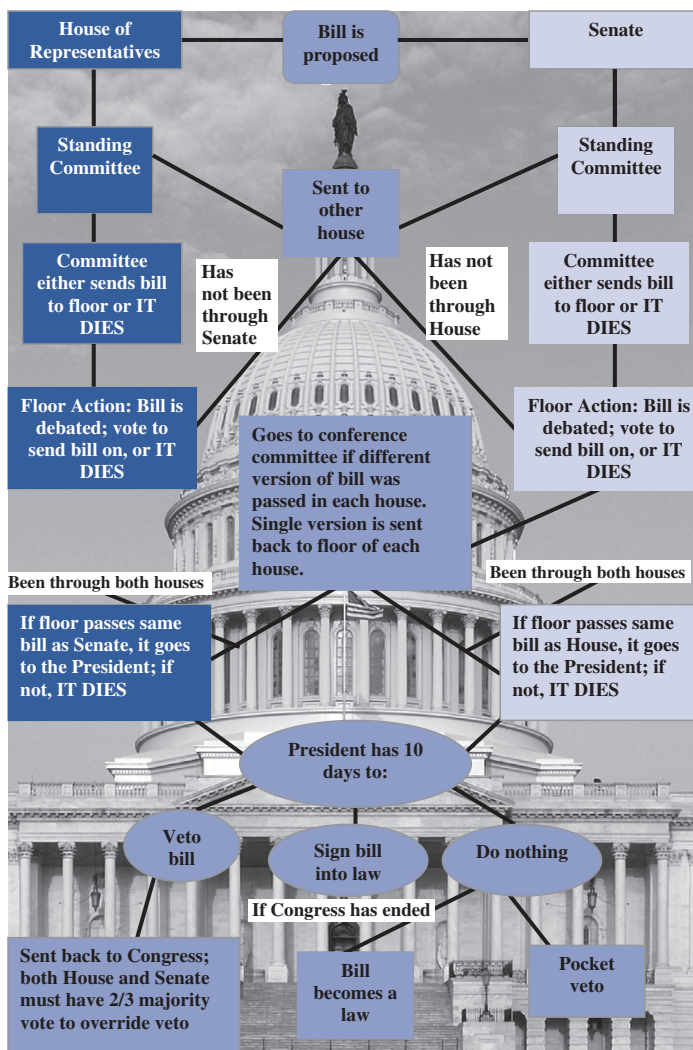 House of
Representatives
Bill is
proposed
Senate
Standing
Committee
Sent to
other
house
Standing
Committee
Committee
either sends bill
to floor or IT
DIES
Has
not been
through
Senate
Has not
been
through
House
Committee
either sends bill
to floor or IT
DIES
Floor Action: Bill is
debated; vote to
send bill on, or IT
DIES
Goes to conference
committee if different
version of bill was
passed in each house.
Single version is sent
back to floor of each
house.
Floor Action: Bill is
debated; vote to
send bill on, or IT
DIES
Been through both houses
Been through both houses
If floor passes same
bill as Senate, it goes
to the President; if
not, IT DIES
If floor passes same
bill as House, it goes
to the President; if
not, IT DIES
President has 10
days to:
Veto
bill
Sign bill
into law
Do nothing
If Congress has ended
Sent back to Congress;
both House and Senate
must have 2/3 majority
vote to override veto
Bill
becomes a
law
Pocket
veto